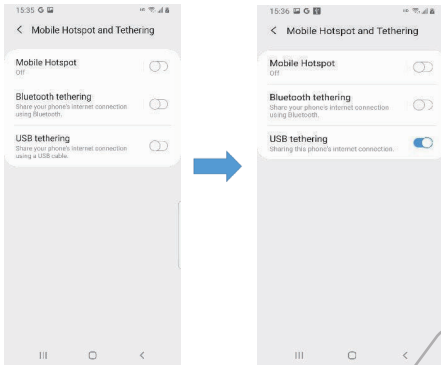 15:35 G
< Mobile Hotspot and Tethering
Mobile Hotspot
Off
Bluetooth tethering
Share your phone's internet connection
using Bluetooth.
USB tethering
Share your phone's internet connection
using a USB cable.
15:36 G
< Mobile Hotspot and Tethering
Mobile Hotspot
Off
Bluetooth tethering
Share your phone's internet connection
using Bluetooth.
USB tethering
Sharing this phone's internet connection.